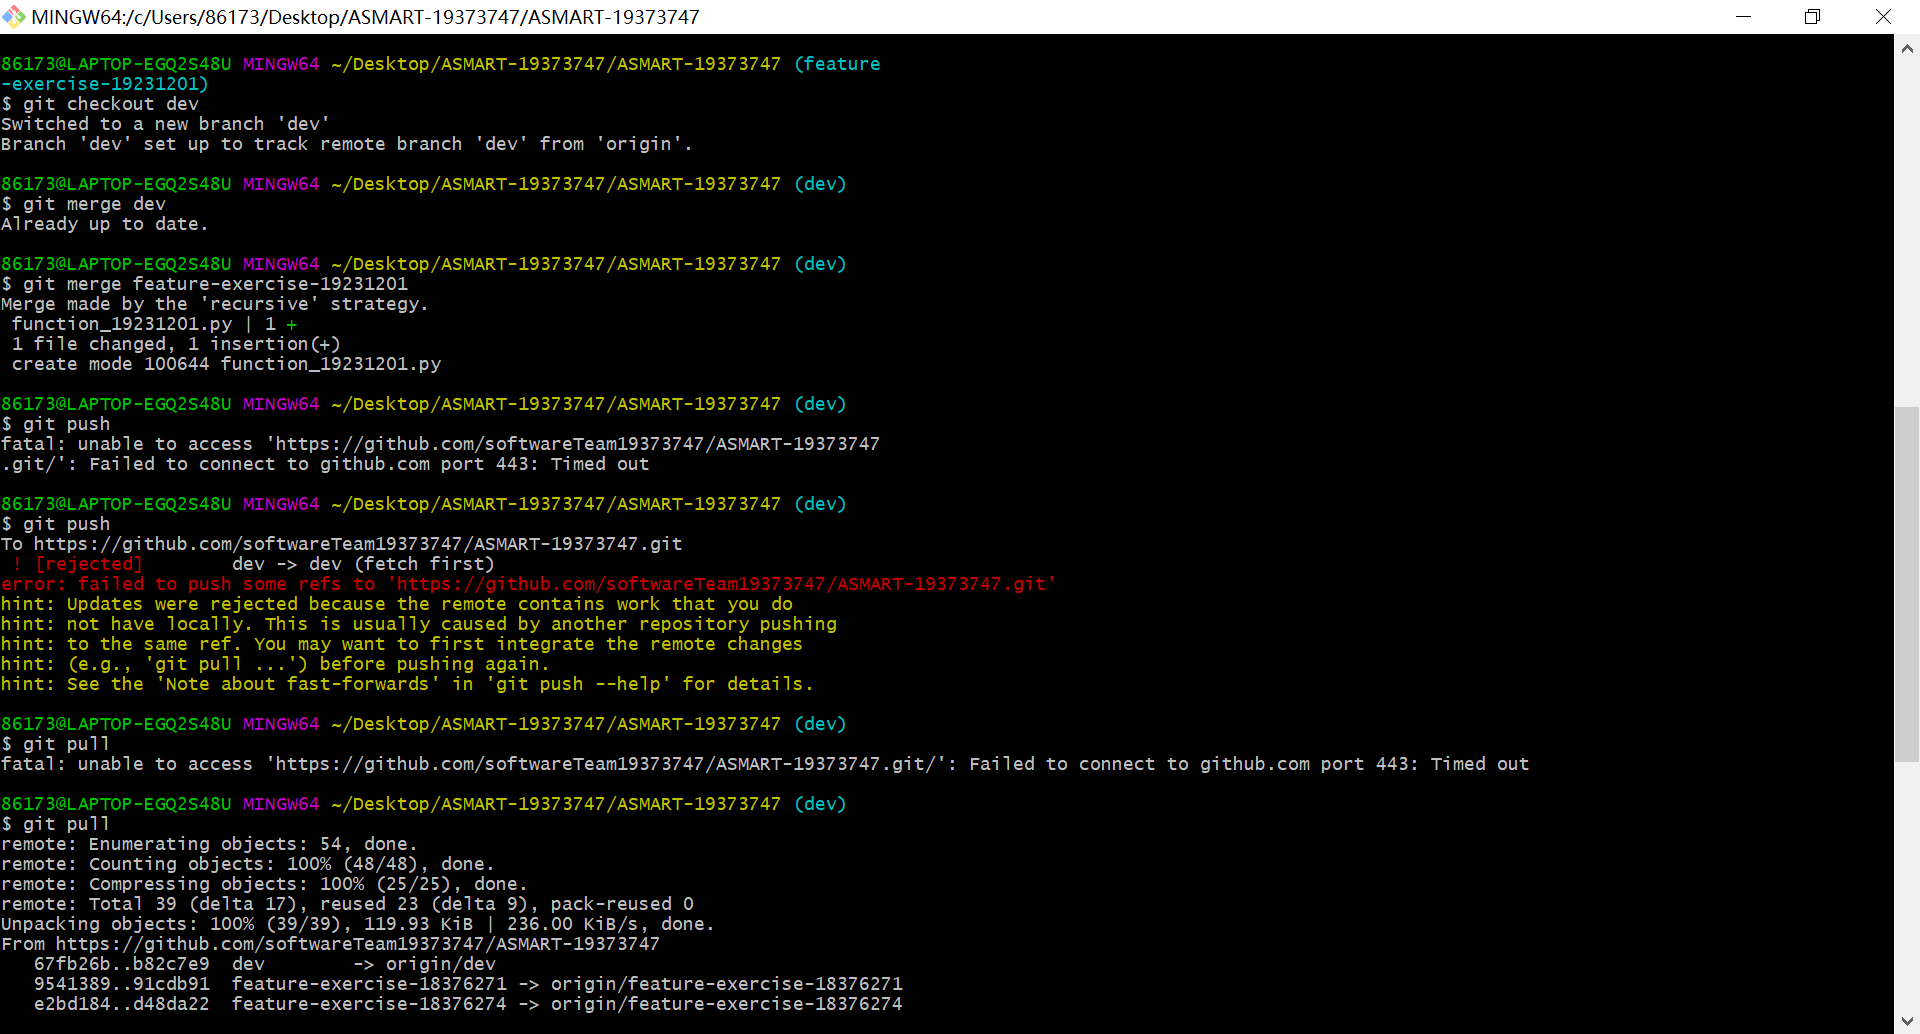 MINGW64:/c/Users/86173/Desktop/ASMART-19373747/ASMART-19373747
86173@LAPTOP-EGQ2S48U MINGW64 ~/Desktop/ASMART-19373747/ASMART-19373747 (feature
-exercise-19231201)
$ git checkout dev
Switched to a new branch 'dev'
Branch 'dev' set up to track remote branch 'dev' from 'origin'.
86173@LAPTOP-EGQ2S48U MINGW64 ~/Desktop/ASMART-19373747/ASMART-19373747 (dev)
$ git merge dev
Already up to date.
86173@LAPTOP-EGQ2S48U MINGW64 ~/Desktop/ASMART-19373747/ASMART-19373747 (dev)
$ git merge feature-exercise-19231201
Merge made by the 'recursive' strategy.
 function_19231201.py | 1 +
 1 file changed, 1 insertion(+)
 create mode 100644 function_19231201.py
86173@LAPTOP-EGQ2S48U MINGW64 ~/Desktop/ASMART-19373747/ASMART-19373747 (dev)
$ git push
fatal: unable to access 'https://github.com/softwareTeam19373747/ASMART-19373747
.git/': Failed to connect to github.com port 443: Timed out
86173@LAPTOP-EGQ2S48U MINGW64 ~/Desktop/ASMART-19373747/ASMART-19373747 (dev)
$ git push
To https://github.com/softwareTeam19373747/ASMART-19373747.git
 ! [rejected]        dev -> dev (fetch first)
error: failed to push some refs to 'https://github.com/softwareTeam19373747/ASMART-19373747.git'
hint: Updates were rejected because the remote contains work that you do
hint: not have locally. This is usually caused by another repository pushing
hint: to the same ref. You may want to first integrate the remote changes
hint: (e.g., 'git pull ...') before pushing again.
hint: See the 'Note about fast-forwards' in 'git push --help' for details.
86173@LAPTOP-EGQ2S48U MINGW64 ~/Desktop/ASMART-19373747/ASMART-19373747 (dev)
$ git pull
fatal: unable to access 'https://github.com/softwareTeam19373747/ASMART-19373747.git/': Failed to connect to github.com port 443: Timed out
86173@LAPTOP-EGQ2S48U MINGW64 ~/Desktop/ASMART-19373747/ASMART-19373747 (dev)
$ git pull
remote: Enumerating objects: 54, done.
remote: Counting objects: 100% (48/48), done.
remote: Compressing objects: 100% (25/25), done.
remote: Total 39 (delta 17), reused 23 (delta 9), pack-reused 0
Unpacking objects: 100% (39/39), 119.93 KiB | 236.00 KiB/s, done.
From https://github.com/softwareTeam19373747/ASMART-19373747
   67fb26b..b82c7e9  dev        -> origin/dev
   9541389..91cdb91  feature-exercise-18376271 -> origin/feature-exercise-18376271
   e2bd184..d48da22  feature-exercise-18376274 -> origin/feature-exercise-18376274